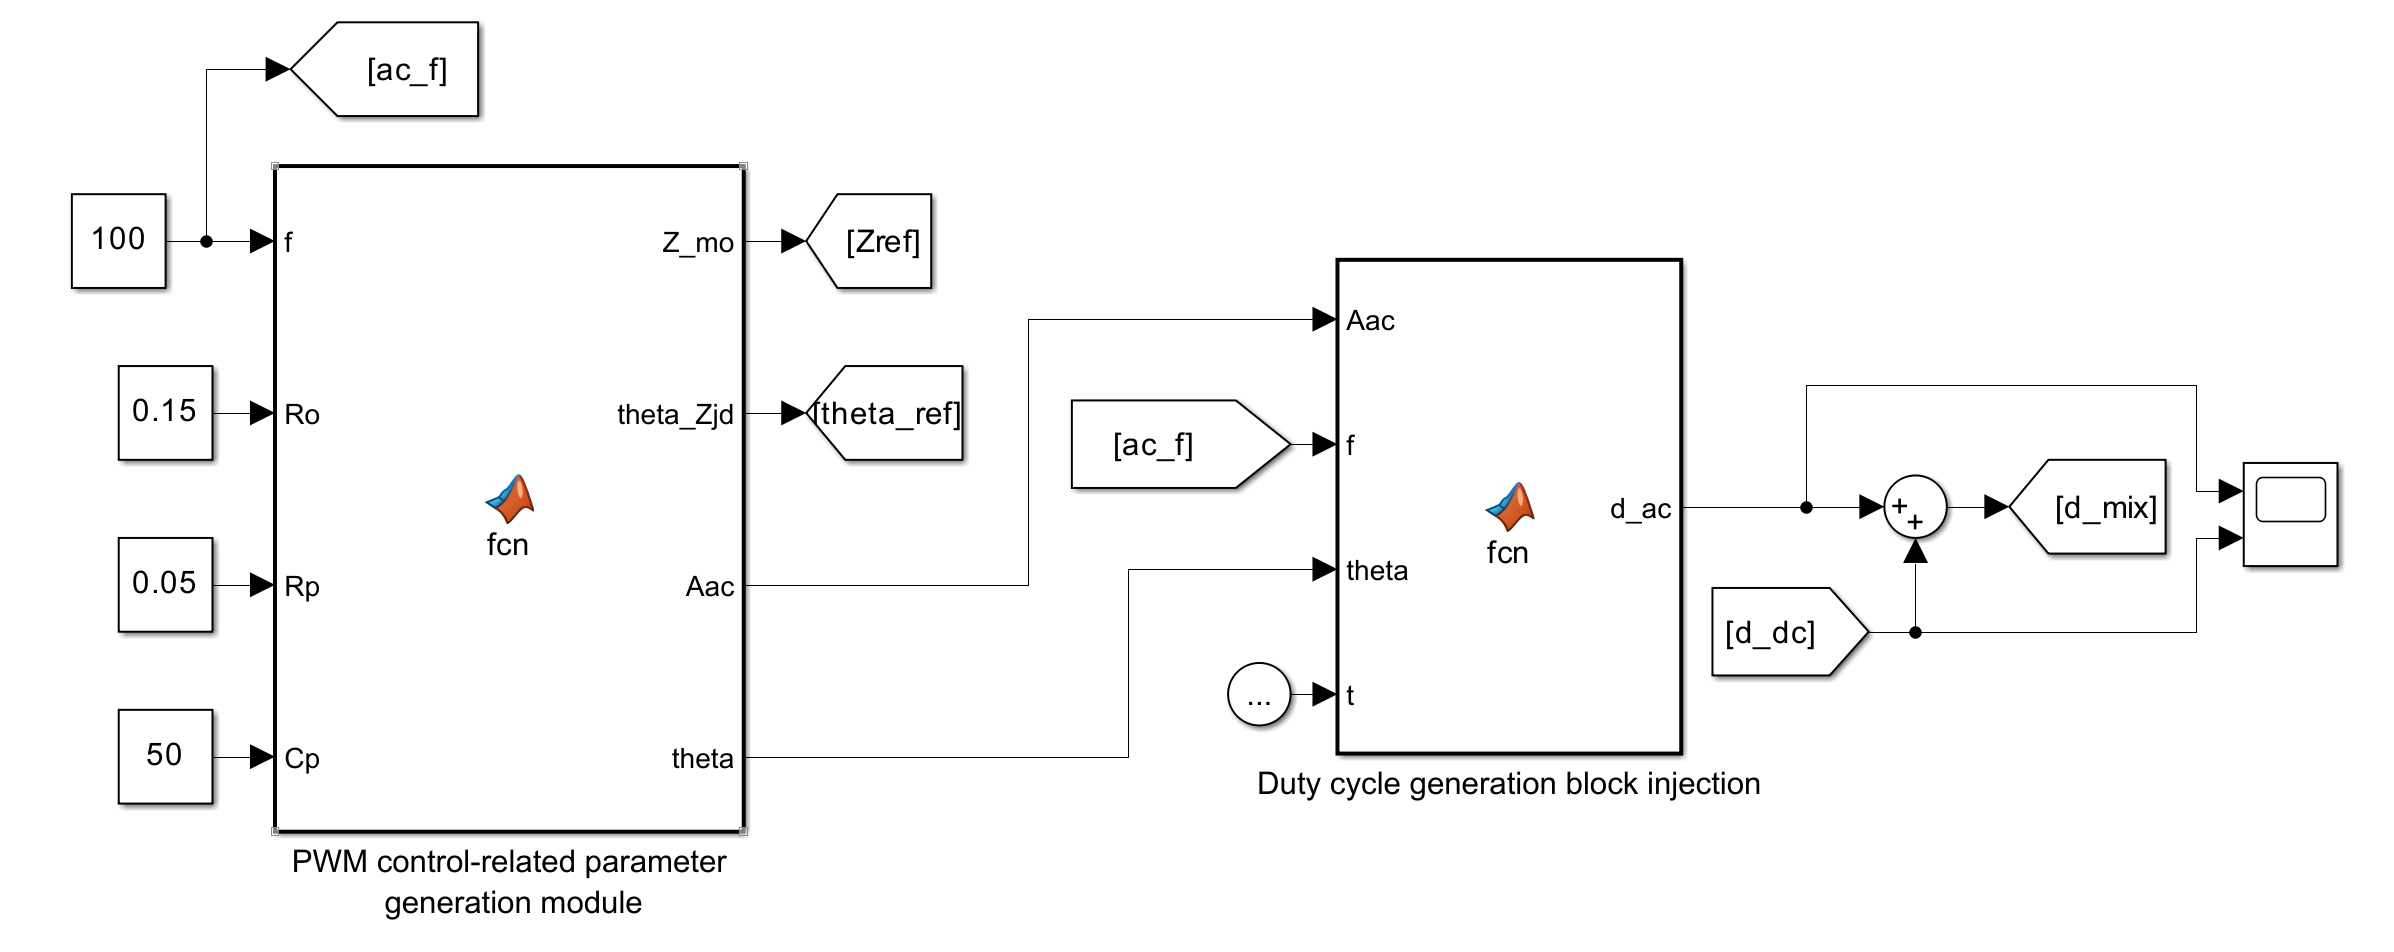 [ac_f]
100
f
Z_mo
[Zref]
0.15
Ro
theta_Zjd
[theta_ref]
fcn
0.05
Rp
Aac
50
Cp
theta
PWM control-related parameter
generation module
Aac
[ac_f]
f
theta
...
t
fcn
d_ac
Duty cycle generation block injection
+
+
[d_mix]
[d_dc]